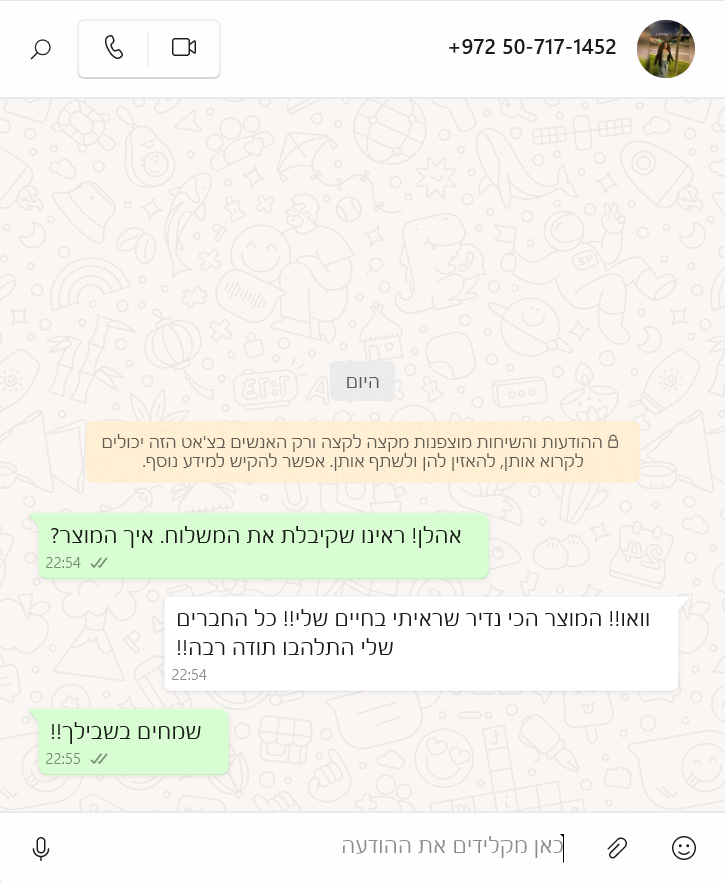 +972 50-717-1452
היום
ההודעות והשיחות מוצפנות מקצה לקצה ורק האנשים בצ'אט הזה יכולים
לקרוא אותן, להאזין להן ולשתף אותן. אפשר להקיש למידע נוסף.
אהלן! ראינו שקיבלת את המשלוח. איך המוצר?
22:54
וואו!! המוצר הכי נדיר שראיתי בחיים שלי!! כל החברים
שלי התלהבו תודה רבה!!
22:54
שמחים בשבילך!!
22:55
כאן מקלידים את ההודעה